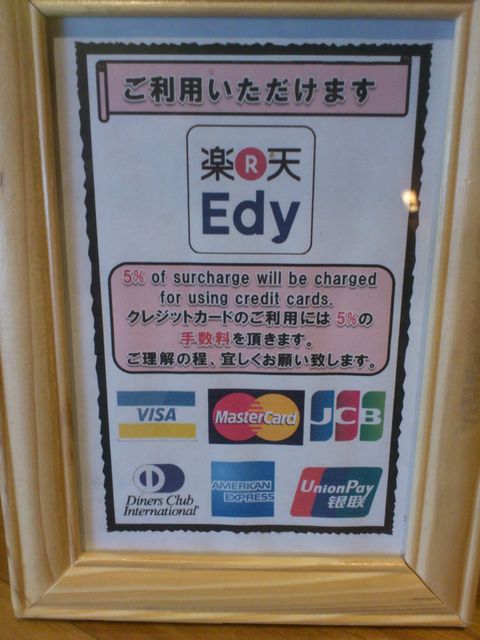 ご利用いただけます
楽R天
Edy
5% of surcharge will be charged
for using credit cards.
クレジットカードのご利用には 5%の
手数料を頂きます。
ご理解の程、宜しくお願い致します。
VISA MasterCard JCB
Diners Club
International
AMERICAN
EXPRESS
UnionPay
银联